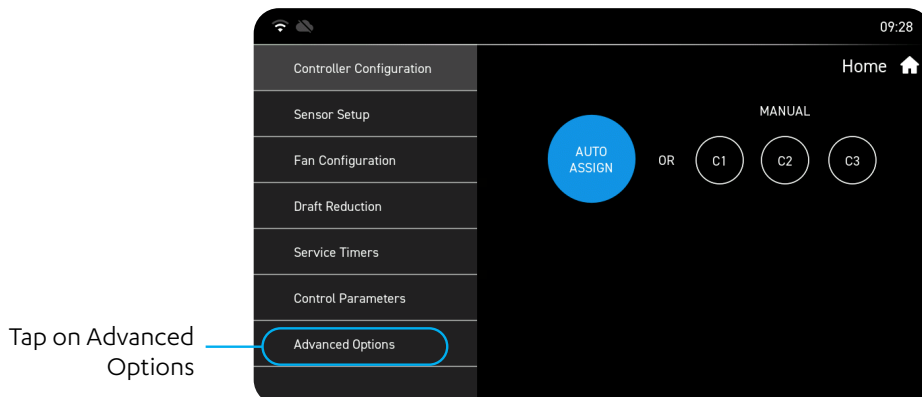 09:28
Controller Configuration
Home
Sensor Setup
MANUAL
Fan Configuration
AUTO
ASSIGN
OR
C1
C2
C3
Draft Reduction
Service Timers
Control Parameters
Advanced Options
Tap on Advanced
Options